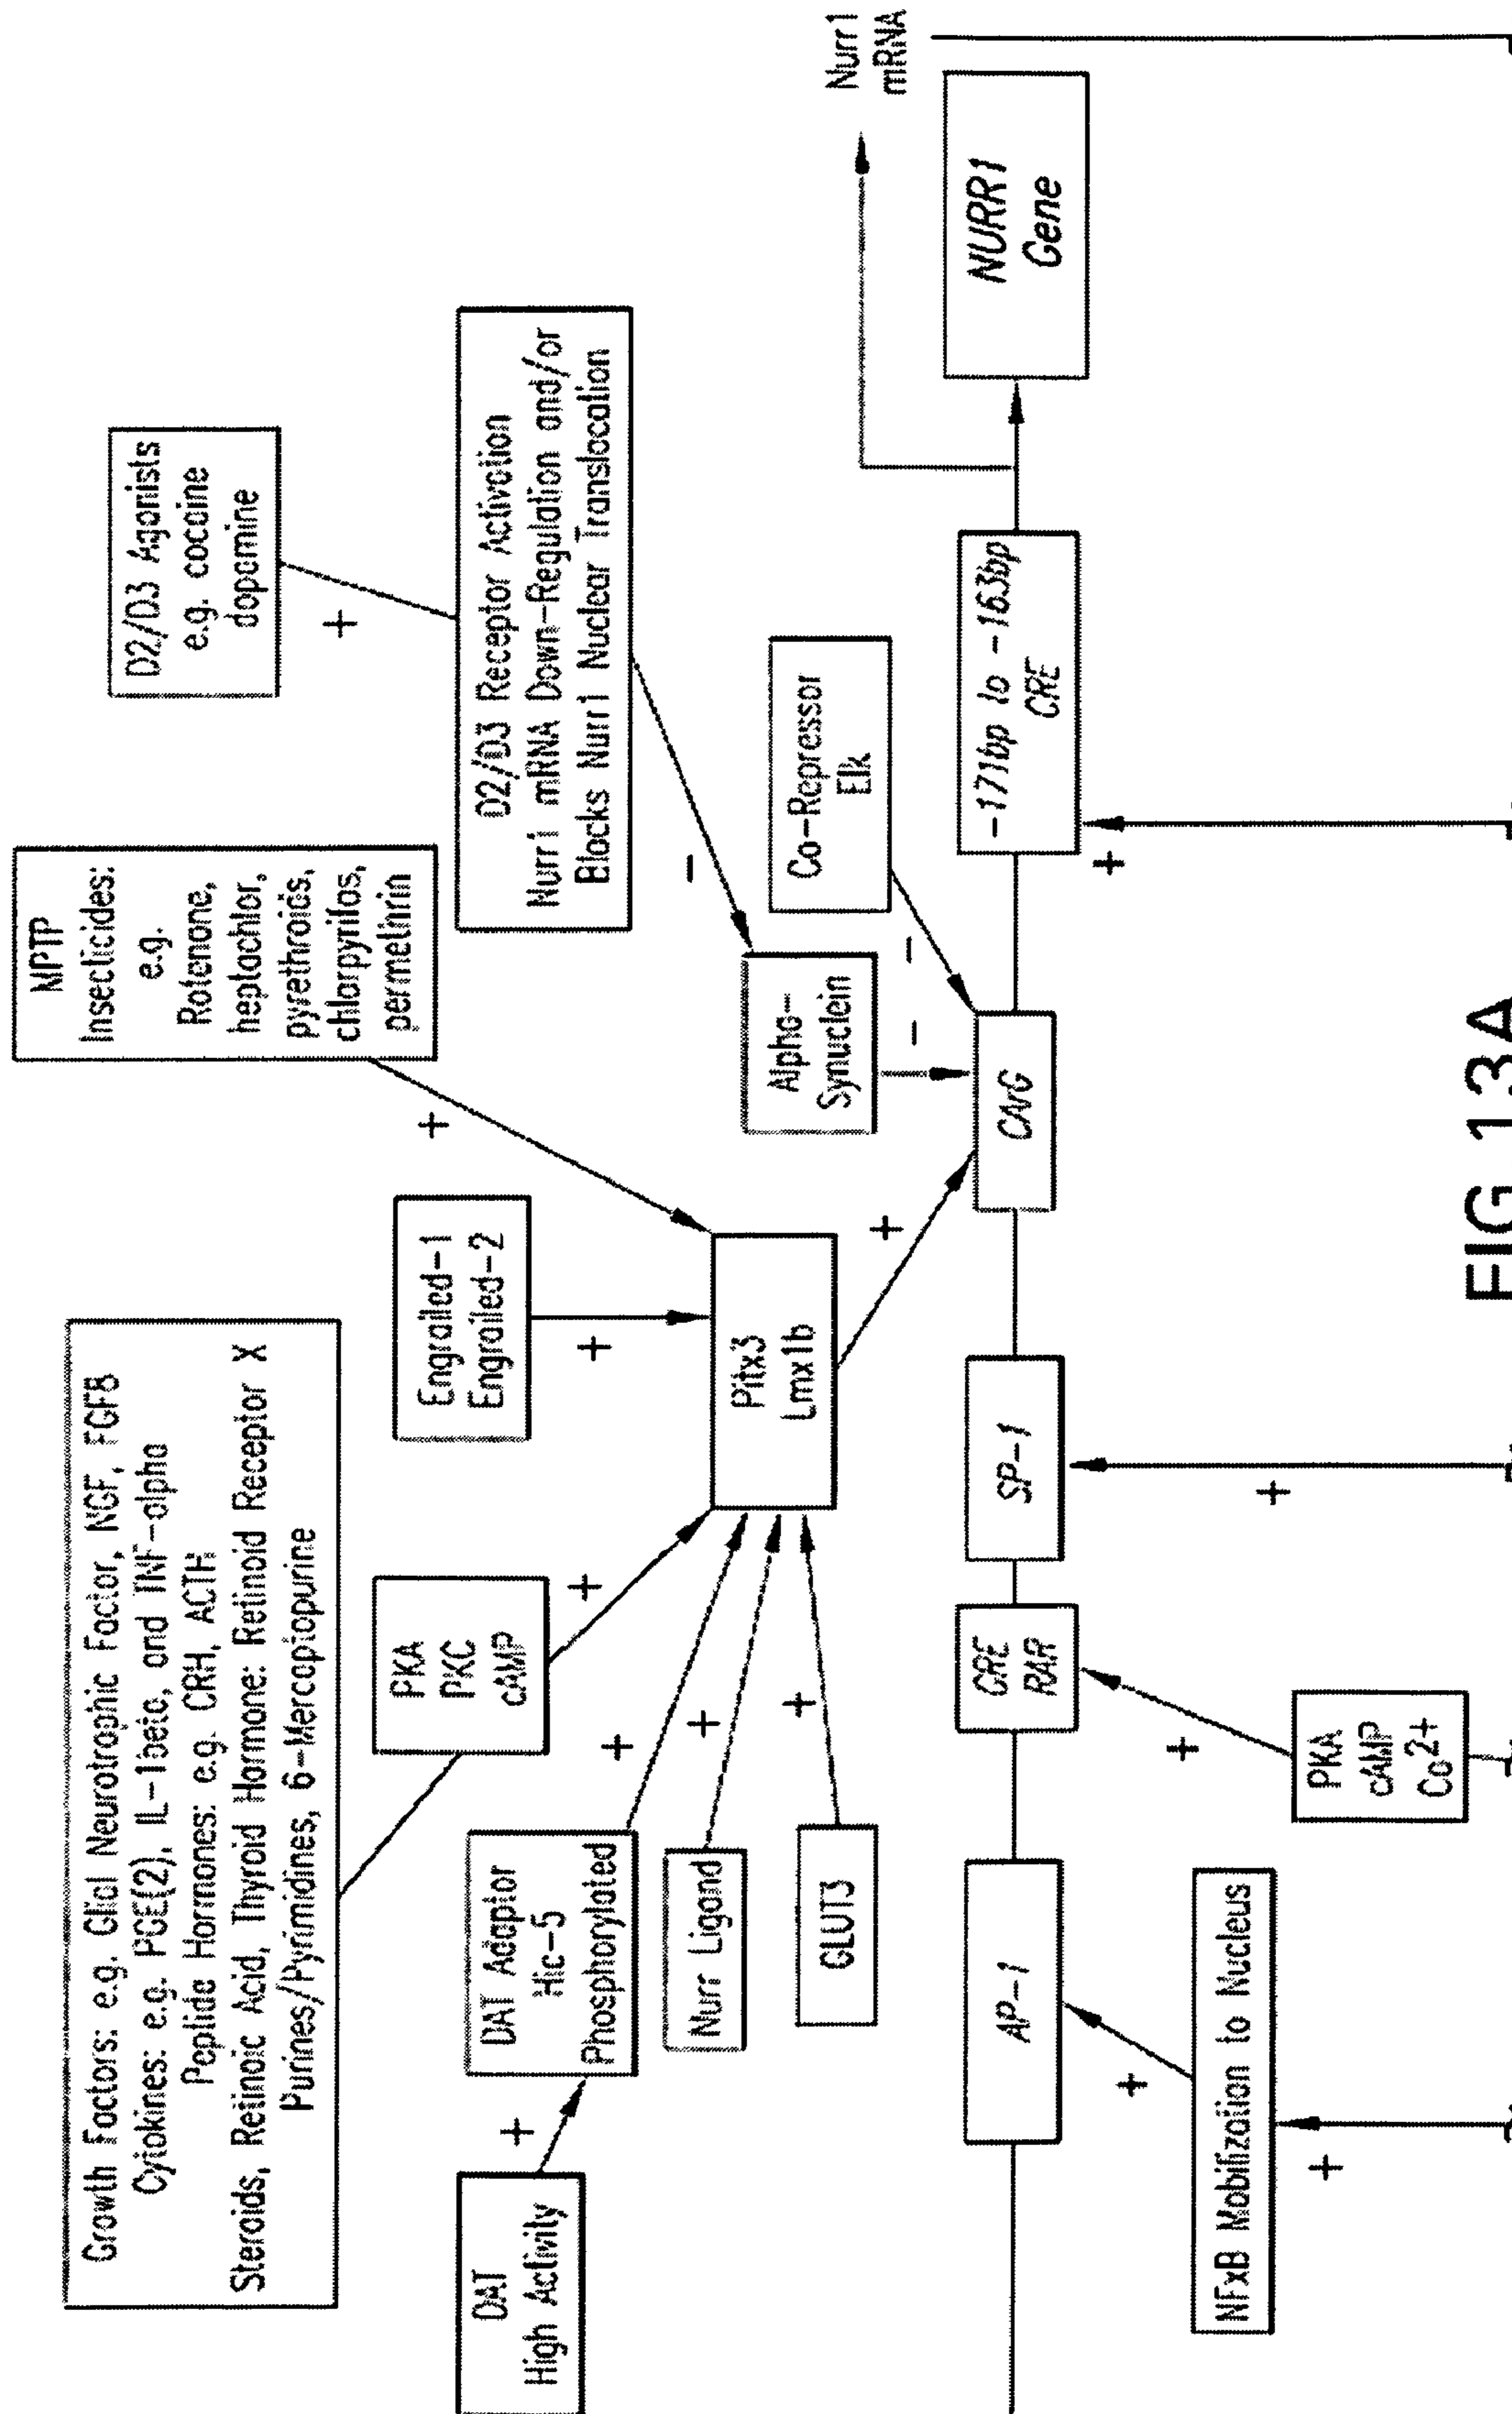 Growth Factors: e.g. Glial Neurotrophic Factor, NGF, FGF8
Cytokines: e.g. PGE(2), IL-1beta, and TNF-alpha
Peptide Hormones: e.g. CRH, ACTH
Steroids, Retinoic Acid, Thyroid Hormone: Retinoid Receptor X
Purines/Pyrimidines, 6-Mercaptopurine
MPTP
Insecticides:
e.g.
Rotenone,
heptachlor,
pyrethroids,
chlorpyrifos,
permethrin
D2/D3 Agonists
e.g. cocaine
dopamine
+
+
DAT
High Activity
+
DAT Adaptor
Hic-5
Phosphorylated
+
PKA
PKC
cAMP
+
Engrailed-1
Engrailed-2
+
D2/D3 Receptor Activation
Nurr1 mRNA Down-Regulation and/or
Blocks Nurr1 Nuclear Translocation
-
Nurr Ligand
+
GLUT3
+
Pitx3
Lmx1b
+
Alpha-
Synuclein
-
Co-Repressor
Elk
-
Nurr1
mRNA
AP-1
CRE
RAR
SP-1
CArG
-171bp to -163bp
CRE
NURR1
Gene
+
+
+
+
NFxB Mobilization to Nucleus
+
PKA
cAMP
Ca2+
FIG. 13A